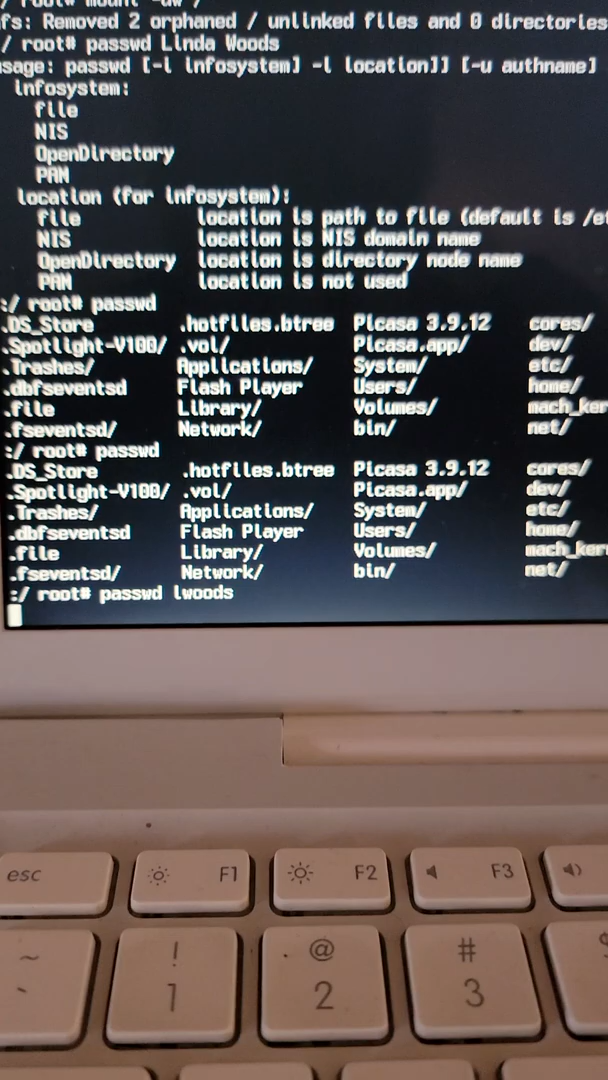 / root# mount -uw /
fs: Removed 2 orphaned / unlinked files and 0 directories
/ root# passwd Linda Woods
usage: passwd [-i infosystem] -l location]] [-u authname]
infosystem:
file
NIS
OpenDirectory
PAM
location (for infosystem):
file location is path to file (default is /et
NIS location is NIS domain name
OpenDirectory location is directory node name
PAM location is not used
:/ root# passwd
.DS_Store .hotfiles.btree Picasa 3.9.12 cores/
.Spotlight-V100/ .vol/ Picasa.app/ dev/
.Trashes/ Applications/ System/ etc/
.dbfseventsd Flash Player Users/ home/
.file Library/ Volumes/ mach_ker
.fseventsd/ Network/ bin/ net/
:/ root# passwd
.DS_Store .hotfiles.btree Picasa 3.9.12 cores/
.Spotlight-V100/ .vol/ Picasa.app/ dev/
.Trashes/ Applications/ System/ etc/
.dbfseventsd Flash Player Users/ home/
.file Library/ Volumes/ mach_ker
.fseventsd/ Network/ bin/ net/
:/ root# passwd lwoods
esc F1 F2 F3
~ ! @ # $
` 1 2 3